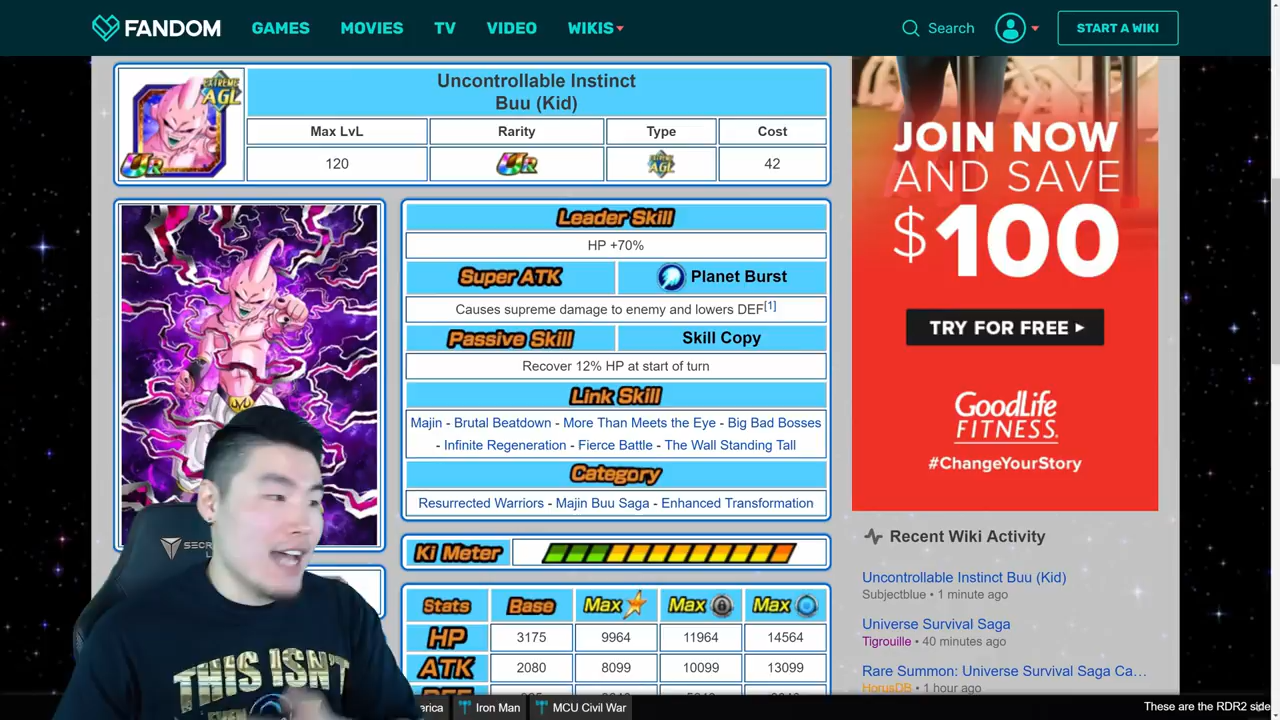 FANDOM
GAMES
MOVIES
TV
VIDEO
WIKIS
Search
START A WIKI
Uncontrollable Instinct
Buu (Kid)
EXTREME
AGL
UR
Max LvL
Rarity
Type
Cost
120
UR
42
Leader Skill
HP +70%
Super ATK
Planet Burst
Causes supreme damage to enemy and lowers DEF[1]
Passive Skill
Skill Copy
Recover 12% HP at start of turn
Link Skill
Majin - Brutal Beatdown - More Than Meets the Eye - Big Bad Bosses
- Infinite Regeneration - Fierce Battle - The Wall Standing Tall
Category
Resurrected Warriors - Majin Buu Saga - Enhanced Transformation
Ki Meter
Stats
Base
Max
Max
Max
HP
3175
9964
11964
14564
ATK
2080
8099
10099
13099
JOIN NOW
AND SAVE
$100
TRY FOR FREE
GOODLIFE
FITNESS.
#ChangeYourStory
Recent Wiki Activity
Uncontrollable Instinct Buu (Kid)
Subjectblue • 1 minute ago
Universe Survival Saga
Tigrouille • 40 minutes ago
Rare Summon: Universe Survival Saga Ca...
HorusDB • 1 hour ago
THIS ISN'T
erica
Iron Man
MCU Civil War
These are the RDR2 side